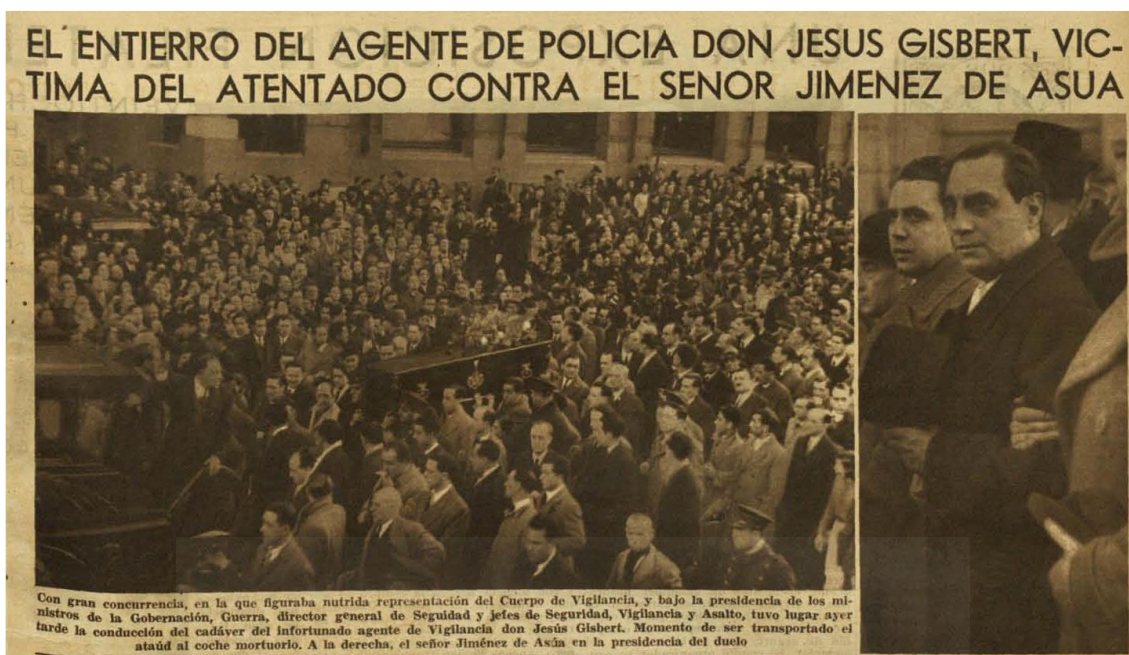 EL ENTIERRO DEL AGENTE DE POLICIA DON JESUS GISBERT, VIC-
TIMA DEL ATENTADO CONTRA EL SENOR JIMENEZ DE ASUA
Con gran concurrencia, en la que figuraba nutrida representación del Cuerpo de Vigilancia, y bajo la presidencia de los mi-
nistros de la Gobernación, Guerra, director general de Seguidad y jefes de Seguridad, Vigilancia y Asalto, tuvo lugar ayer
tarde la conducción del cadáver del infortunado agente de Vigilancia don Jesús Gisbert. Momento de ser transportado el
ataúd al coche mortuorio. A la derecha, el señor Jiménez de Asúa en la presidencia del duelo